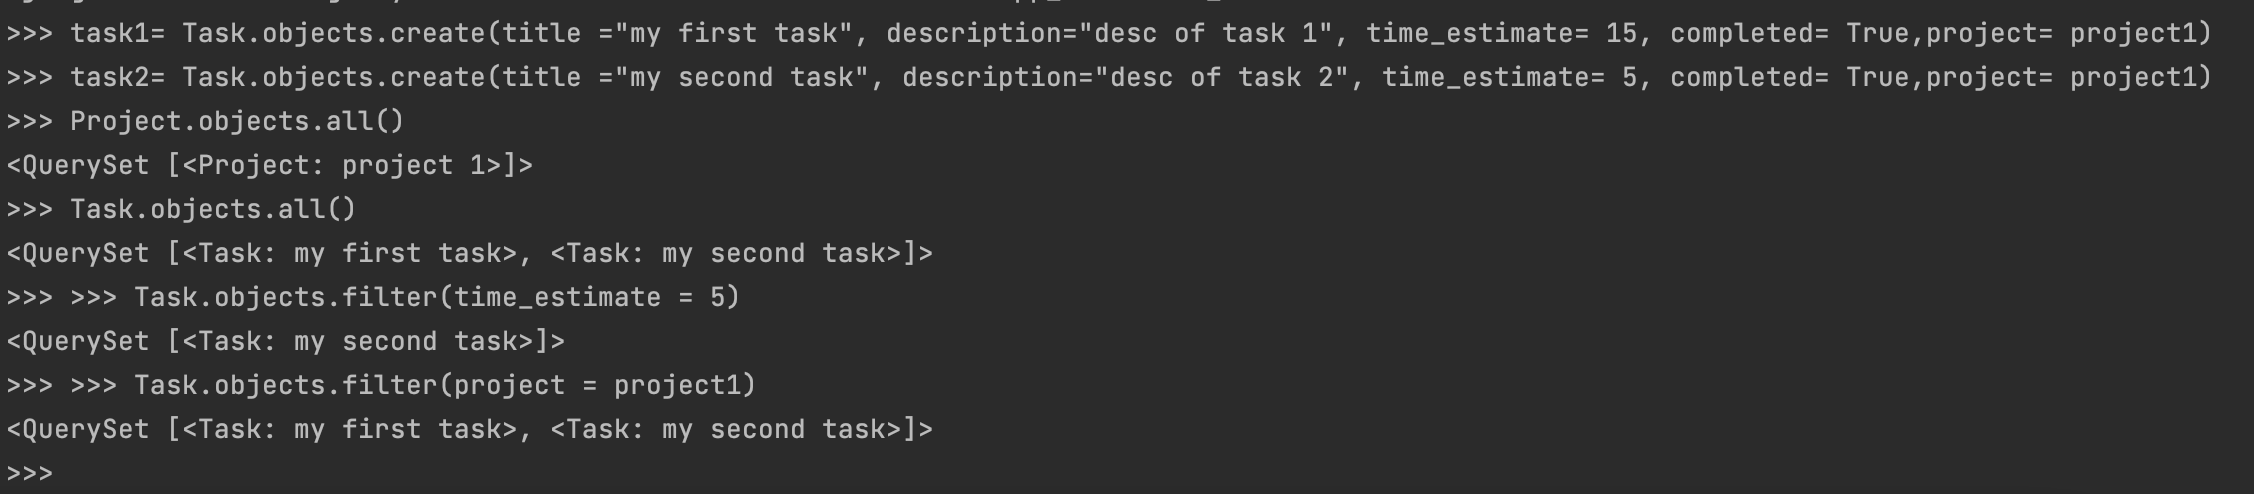 >>> task1= Task.objects.create(title ="my first task", description="desc of task 1", time_estimate= 15, completed= True,project= project1)
>>> task2= Task.objects.create(title ="my second task", description="desc of task 2", time_estimate= 5, completed= True,project= project1)
>>> Project.objects.all()
<QuerySet [<Project: project 1>]>
>>> Task.objects.all()
<QuerySet [<Task: my first task>, <Task: my second task>]>
>>> >>> Task.objects.filter(time_estimate = 5)
<QuerySet [<Task: my second task>]>
>>> >>> Task.objects.filter(project = project1)
<QuerySet [<Task: my first task>, <Task: my second task>]>
>>>